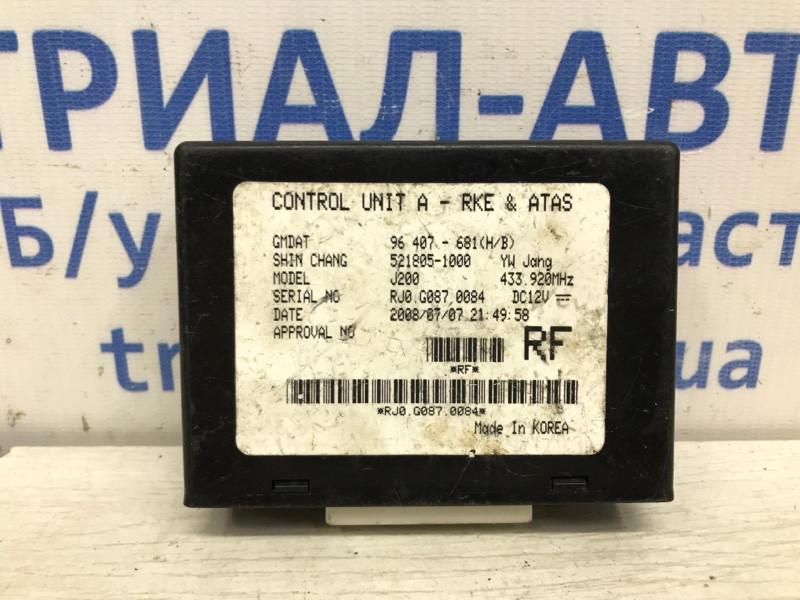 ТРИАЛ-АВТ
Б/у
част
tr
ua
CONTROL UNIT A - RKE & ATAS
GMDAT 96 407 - 681(H/B)
SHIN CHANG 521805-1000 YW Jang
MODEL J200 433.920MHz
SERIAL NO RJ0.G087.0084 DC12V
DATE 2008/07/07 21:49:58
APPROVAL NO
RF
*RF*
*RJ0.G087.0084*
Made In KOREA